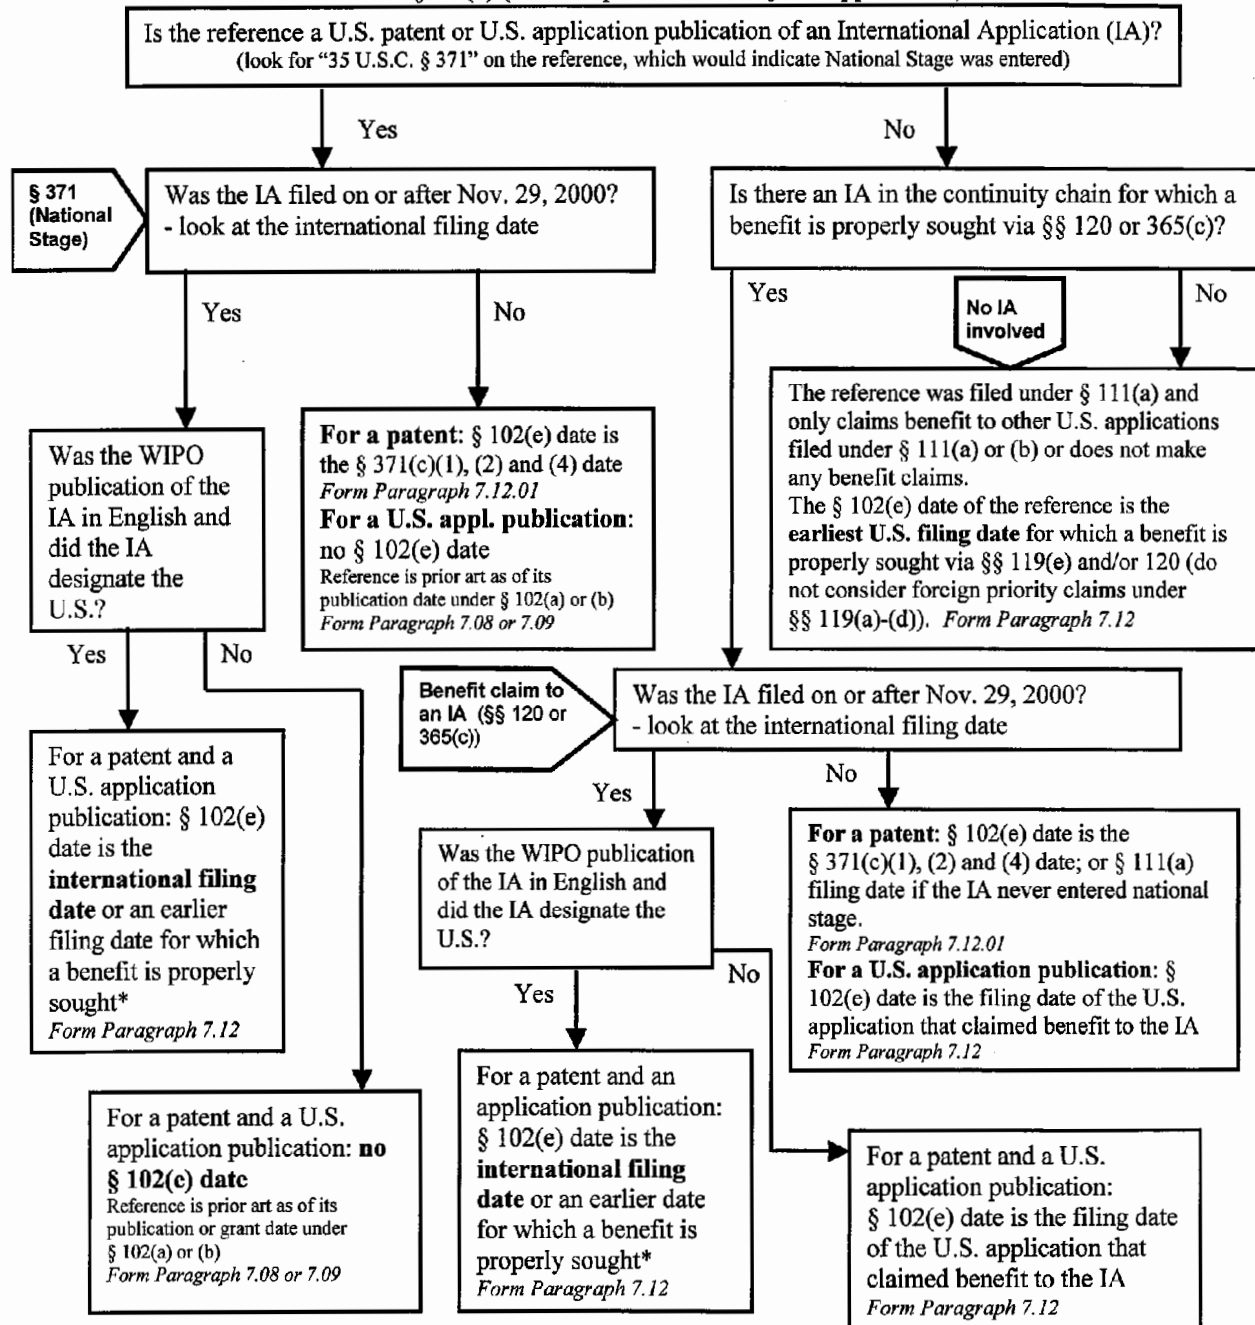 Is the reference a U.S. patent or U.S. application publication of an International Application (IA)?
(look for “35 U.S.C. § 371” on the reference, which would indicate National Stage was entered)
Yes
No
§ 371
(National
Stage)
Was the IA filed on or after Nov. 29, 2000?
- look at the international filing date
Is there an IA in the continuity chain for which a
benefit is properly sought via §§ 120 or 365(c)?
Yes
No
Yes
No IA
involved
No
Was the WIPO
publication of the
IA in English and
did the IA
designate the
U.S.?
For a patent: § 102(e) date is
the § 371(c)(1), (2) and (4) date
Form Paragraph 7.12.01
For a U.S. appl. publication:
no § 102(e) date
Reference is prior art as of its
publication date under § 102(a) or (b)
Form Paragraph 7.08 or 7.09
The reference was filed under § 111(a) and
only claims benefit to other U.S. applications
filed under § 111(a) or (b) or does not make
any benefit claims.
The § 102(e) date of the reference is the
earliest U.S. filing date for which a benefit is
properly sought via §§ 119(e) and/or 120 (do
not consider foreign priority claims under
§§ 119(a)-(d)). Form Paragraph 7.12
Yes
No
Benefit claim to
an IA (§§ 120 or
365(c))
Was the IA filed on or after Nov. 29, 2000?
- look at the international filing date
Yes
No
For a patent and a
U.S. application
publication: § 102(e)
date is the
international filing
date or an earlier
filing date for which
a benefit is properly
sought*
Form Paragraph 7.12
Was the WIPO publication
of the IA in English and
did the IA designate the
U.S.?
For a patent: § 102(e) date is the
§ 371(c)(1), (2) and (4) date; or § 111(a)
filing date if the IA never entered national
stage.
Form Paragraph 7.12.01
For a U.S. application publication: §
102(e) date is the filing date of the U.S.
application that claimed benefit to the IA
Form Paragraph 7.12
Yes
No
For a patent and a U.S.
application publication: no
§ 102(e) date
Reference is prior art as of its
publication or grant date under
§ 102(a) or (b)
Form Paragraph 7.08 or 7.09
For a patent and an
application publication:
§ 102(e) date is the
international filing
date or an earlier date
for which a benefit is
properly sought*
Form Paragraph 7.12
For a patent and a U.S.
application publication:
§ 102(e) date is the filing date
of the U.S. application that
claimed benefit to the IA
Form Paragraph 7.12